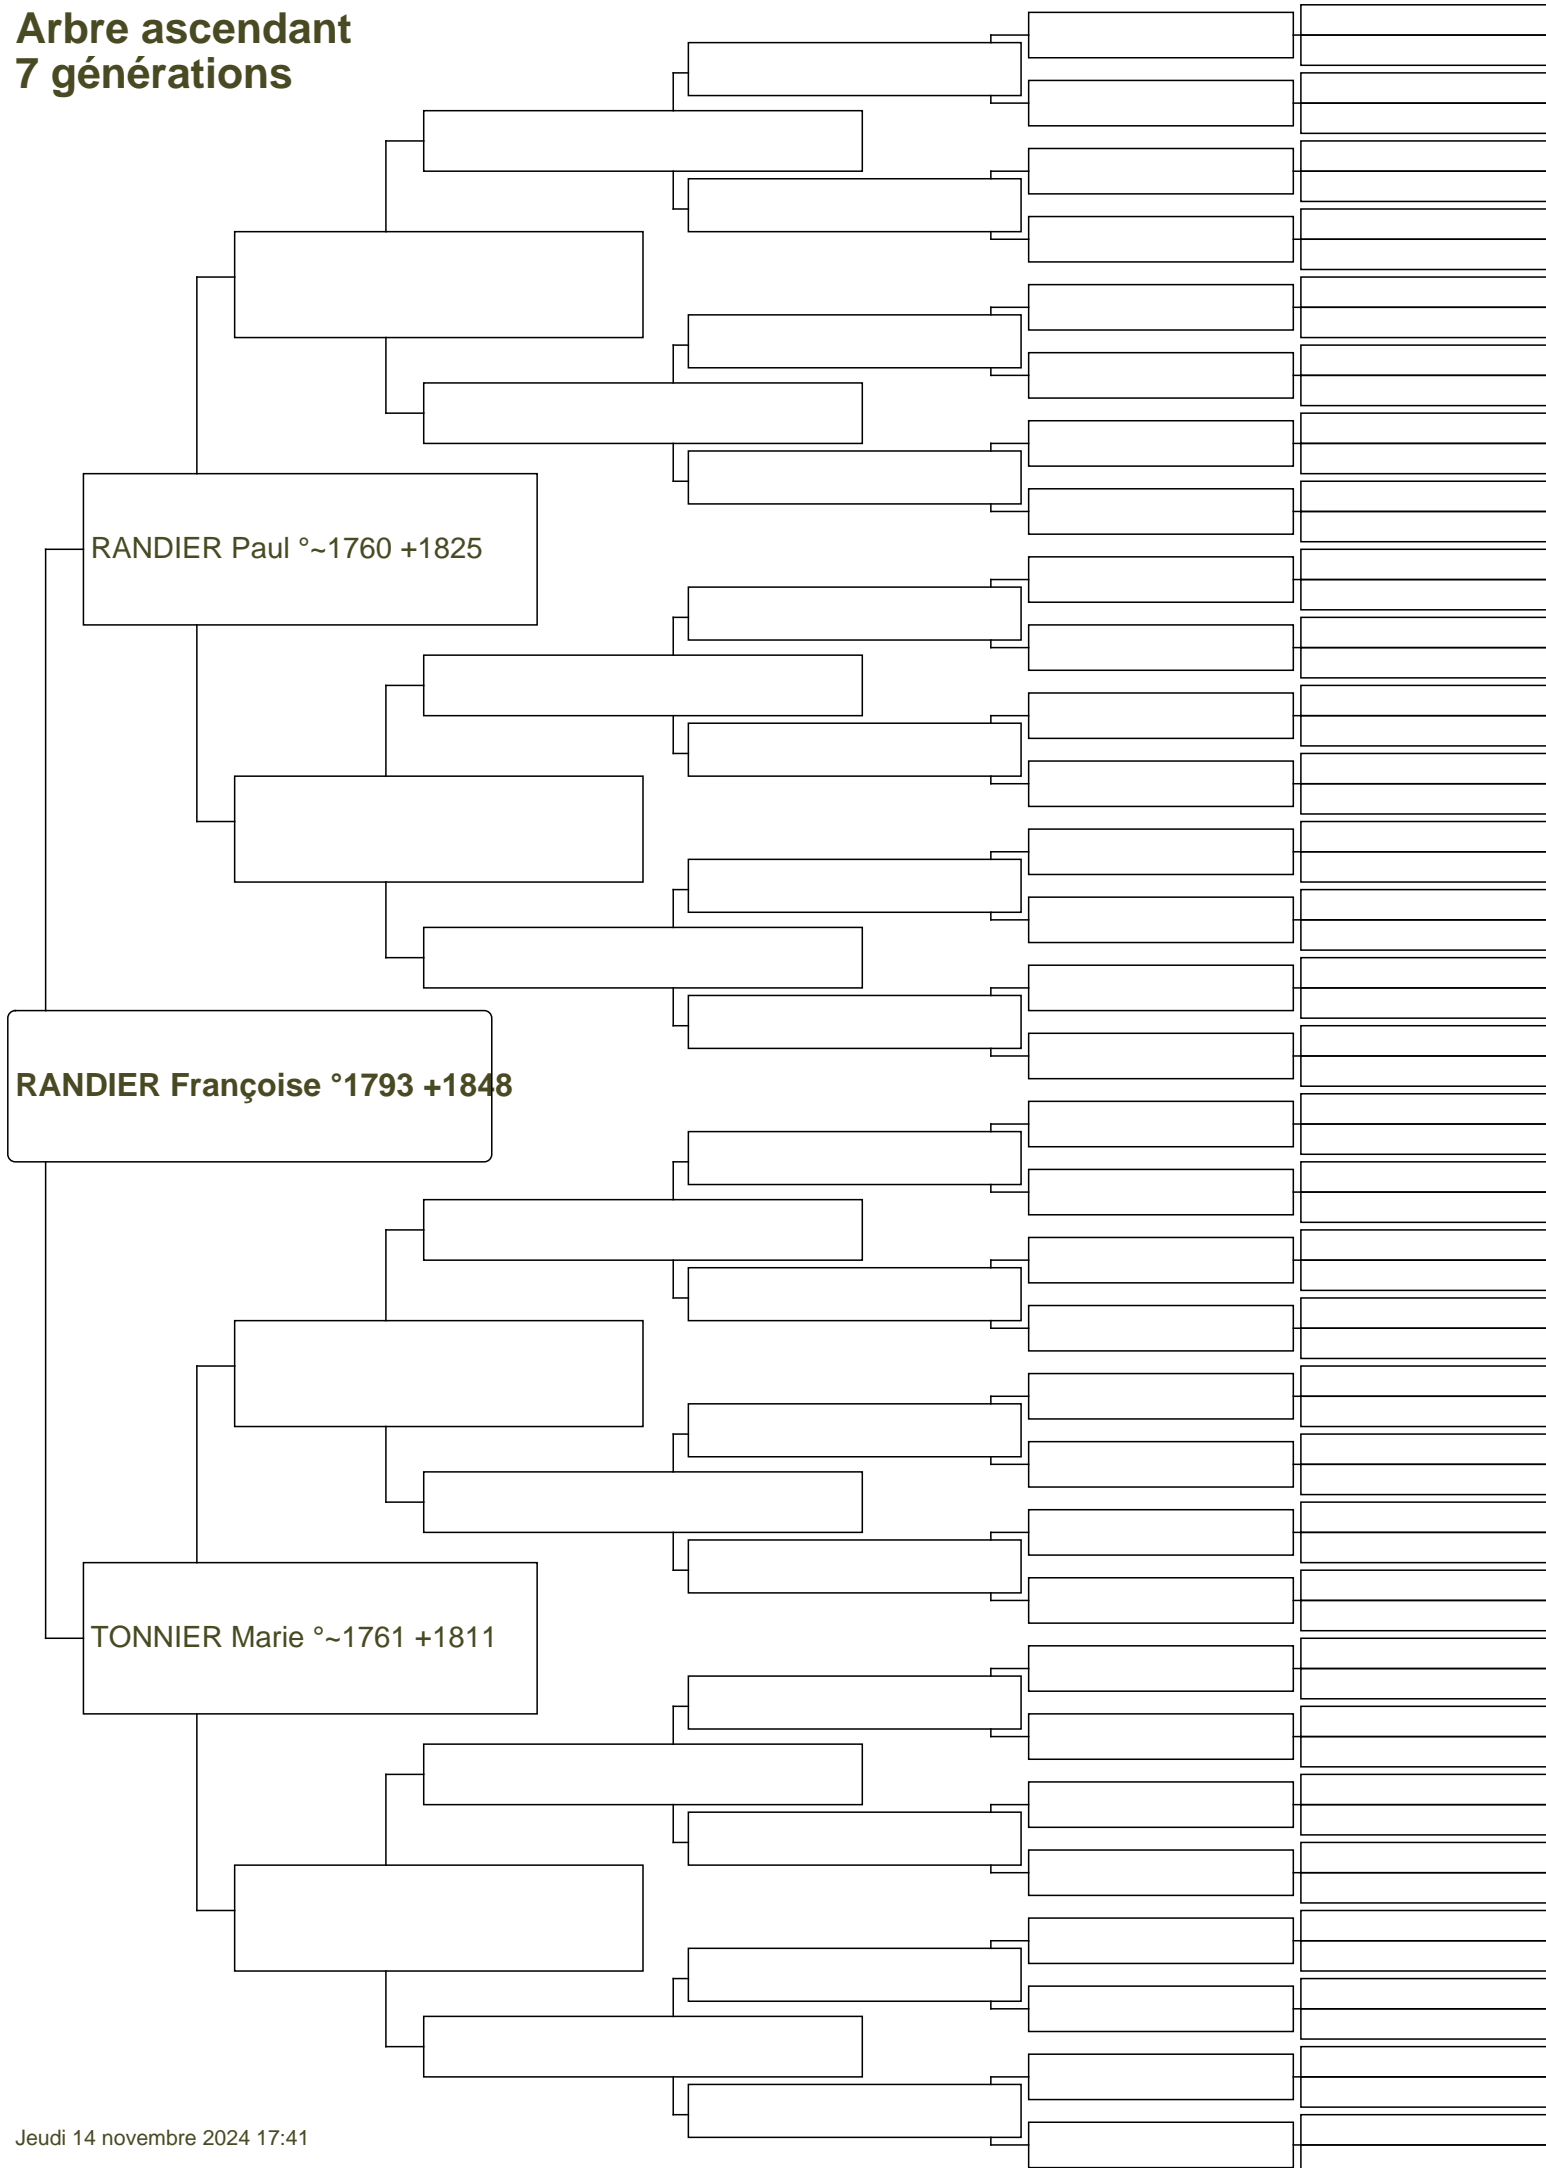 Arbre ascendant
7 générations
RANDIER Paul °~1760 +1825
RANDIER Françoise °1793 +1848
TONNIER Marie °~1761 +1811
Jeudi 14 novembre 2024 17:41